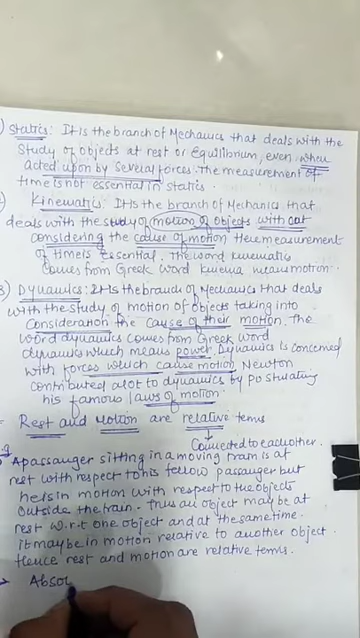 ) Statics: It is the branch of Mechanics that deals with the
study of objects at rest or Equilibrium, even when
acted upon by several forces. The measurement of
time is not essential in statics.
Kinematics: It is the branch of Mechanics that
deals with the study of motion of objects with out
considering the cause of motion Here measurement
of time is Essential. The word kinematics
comes from Greek word kinema means motion.
3) Dynamics: It is the branch of Mechanics that deals
with the study of motion of objects taking into
consideration the cause of their motion. The
word dynamics comes from Greek word
dynamis which means power. Dynamics is concerned
with forces which cause motion Newton
contributed alot to dynamics by postulating
his famous laws of motion.
Rest and Motion are relative terms
Connected to each other.
A passanger sitting in a moving train is at
rest with respect to his fellow passanger but
he is in motion with respect to the objects
outside the train. Thus an object may be at
rest w.r.t one object and at the same time.
it may be in motion relative to another object.
Hence rest and motion are relative terms.
→ Absol